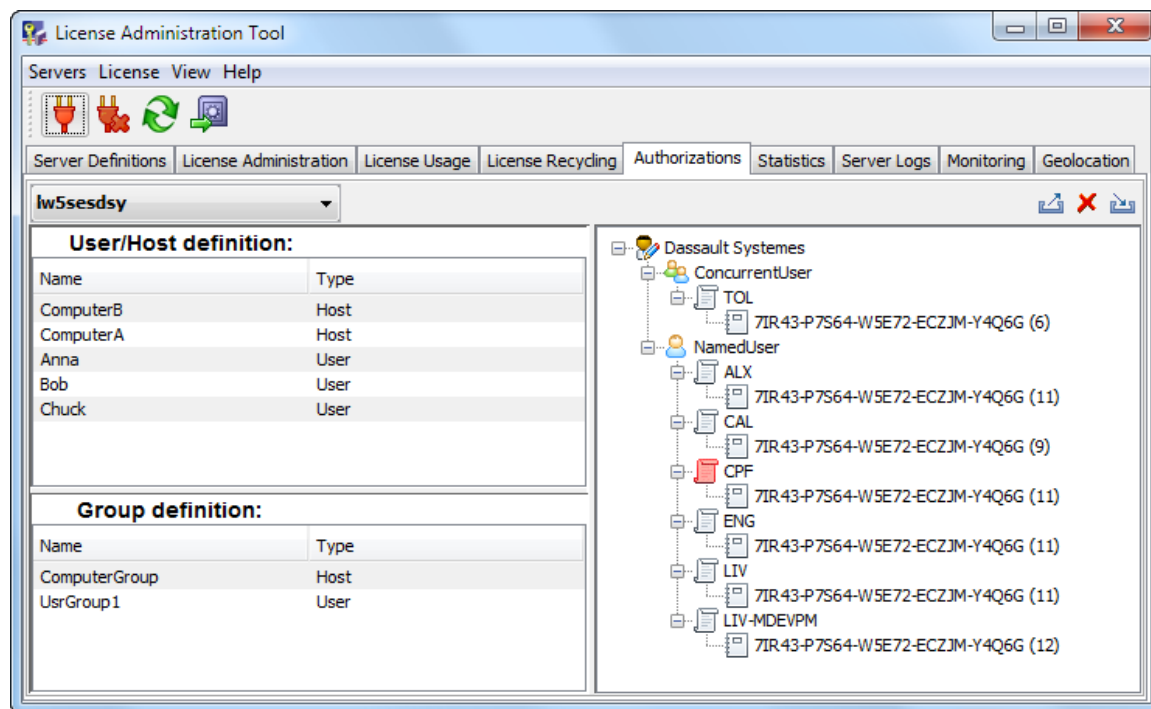 License Administration Tool
Servers License View Help
Server Definitions License Administration License Usage License Recycling Authorizations Statistics Server Logs Monitoring Geolocation
lw5sesdsy
User/Host definition:
Name Type
ComputerB Host
ComputerA Host
Anna User
Bob User
Chuck User
Group definition:
Name Type
ComputerGroup Host
UsrGroup1 User
Dassault Systemes
ConcurrentUser
TOL
7IR43-P7S64-W5E72-ECZJM-Y4Q6G (6)
NamedUser
ALX
7IR43-P7S64-W5E72-ECZJM-Y4Q6G (11)
CAL
7IR43-P7S64-W5E72-ECZJM-Y4Q6G (9)
CPF
7IR43-P7S64-W5E72-ECZJM-Y4Q6G (11)
ENG
7IR43-P7S64-W5E72-ECZJM-Y4Q6G (11)
LIV
7IR43-P7S64-W5E72-ECZJM-Y4Q6G (11)
LIV-MDEVPM
7IR43-P7S64-W5E72-ECZJM-Y4Q6G (12)